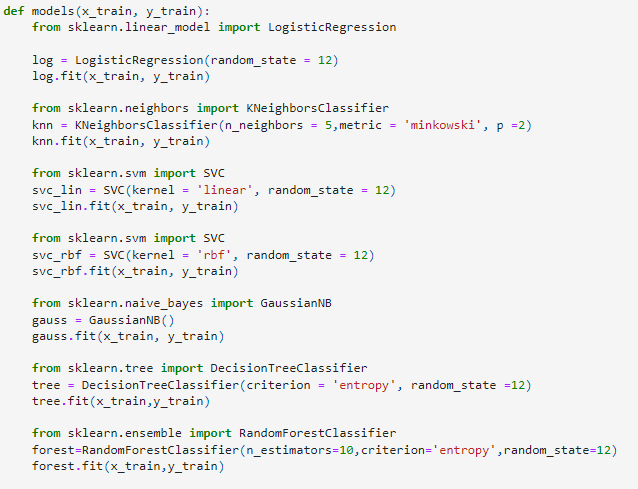 def models(x_train, y_train):
    from sklearn.linear_model import LogisticRegression

    log = LogisticRegression(random_state = 12)
    log.fit(x_train, y_train)

    from sklearn.neighbors import KNeighborsClassifier
    knn = KNeighborsClassifier(n_neighbors = 5,metric = 'minkowski', p =2)
    knn.fit(x_train, y_train)

    from sklearn.svm import SVC
    svc_lin = SVC(kernel = 'linear', random_state = 12)
    svc_lin.fit(x_train, y_train)

    from sklearn.svm import SVC
    svc_rbf = SVC(kernel = 'rbf', random_state = 12)
    svc_rbf.fit(x_train, y_train)

    from sklearn.naive_bayes import GaussianNB
    gauss = GaussianNB()
    gauss.fit(x_train, y_train)

    from sklearn.tree import DecisionTreeClassifier
    tree = DecisionTreeClassifier(criterion = 'entropy', random_state =12)
    tree.fit(x_train,y_train)

    from sklearn.ensemble import RandomForestClassifier
    forest=RandomForestClassifier(n_estimators=10,criterion='entropy',random_state=12)
    forest.fit(x_train,y_train)